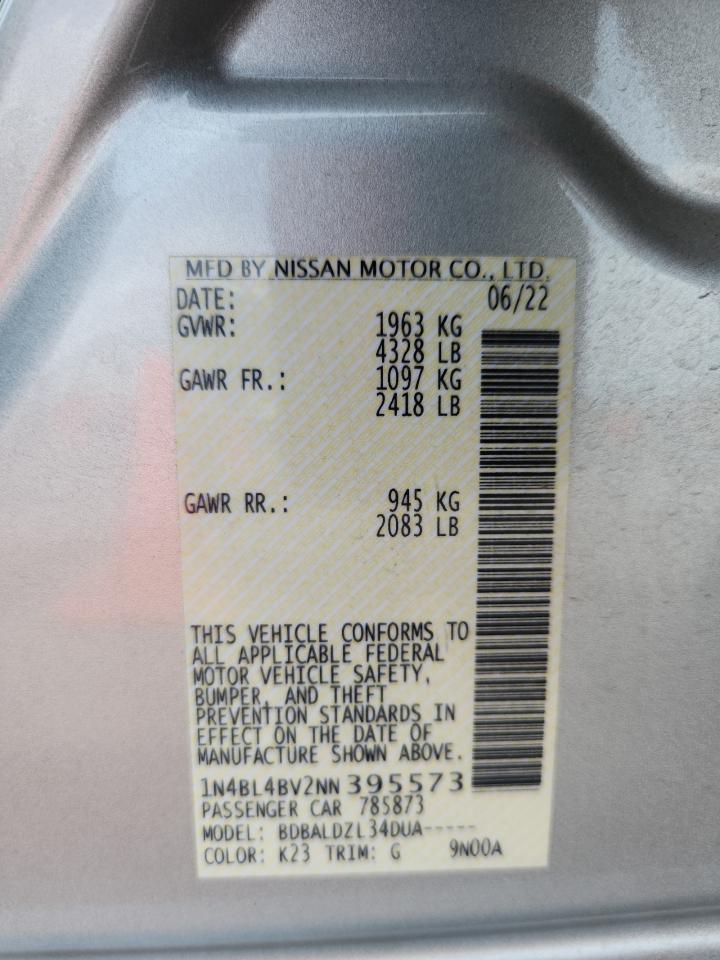 MFD BY NISSAN MOTOR CO., LTD.
DATE: 06/22
GVWR: 1963 KG
4328 LB
GAWR FR.: 1097 KG
2418 LB
GAWR RR.: 945 KG
2083 LB
THIS VEHICLE CONFORMS TO
ALL APPLICABLE FEDERAL
MOTOR VEHICLE SAFETY,
BUMPER, AND THEFT
PREVENTION STANDARDS IN
EFFECT ON THE DATE OF
MANUFACTURE SHOWN ABOVE.
1N4BL4BV2NN395573
PASSENGER CAR 785873
MODEL: BDBALDZL34DUA-----
COLOR: K23 TRIM: G 9N00A